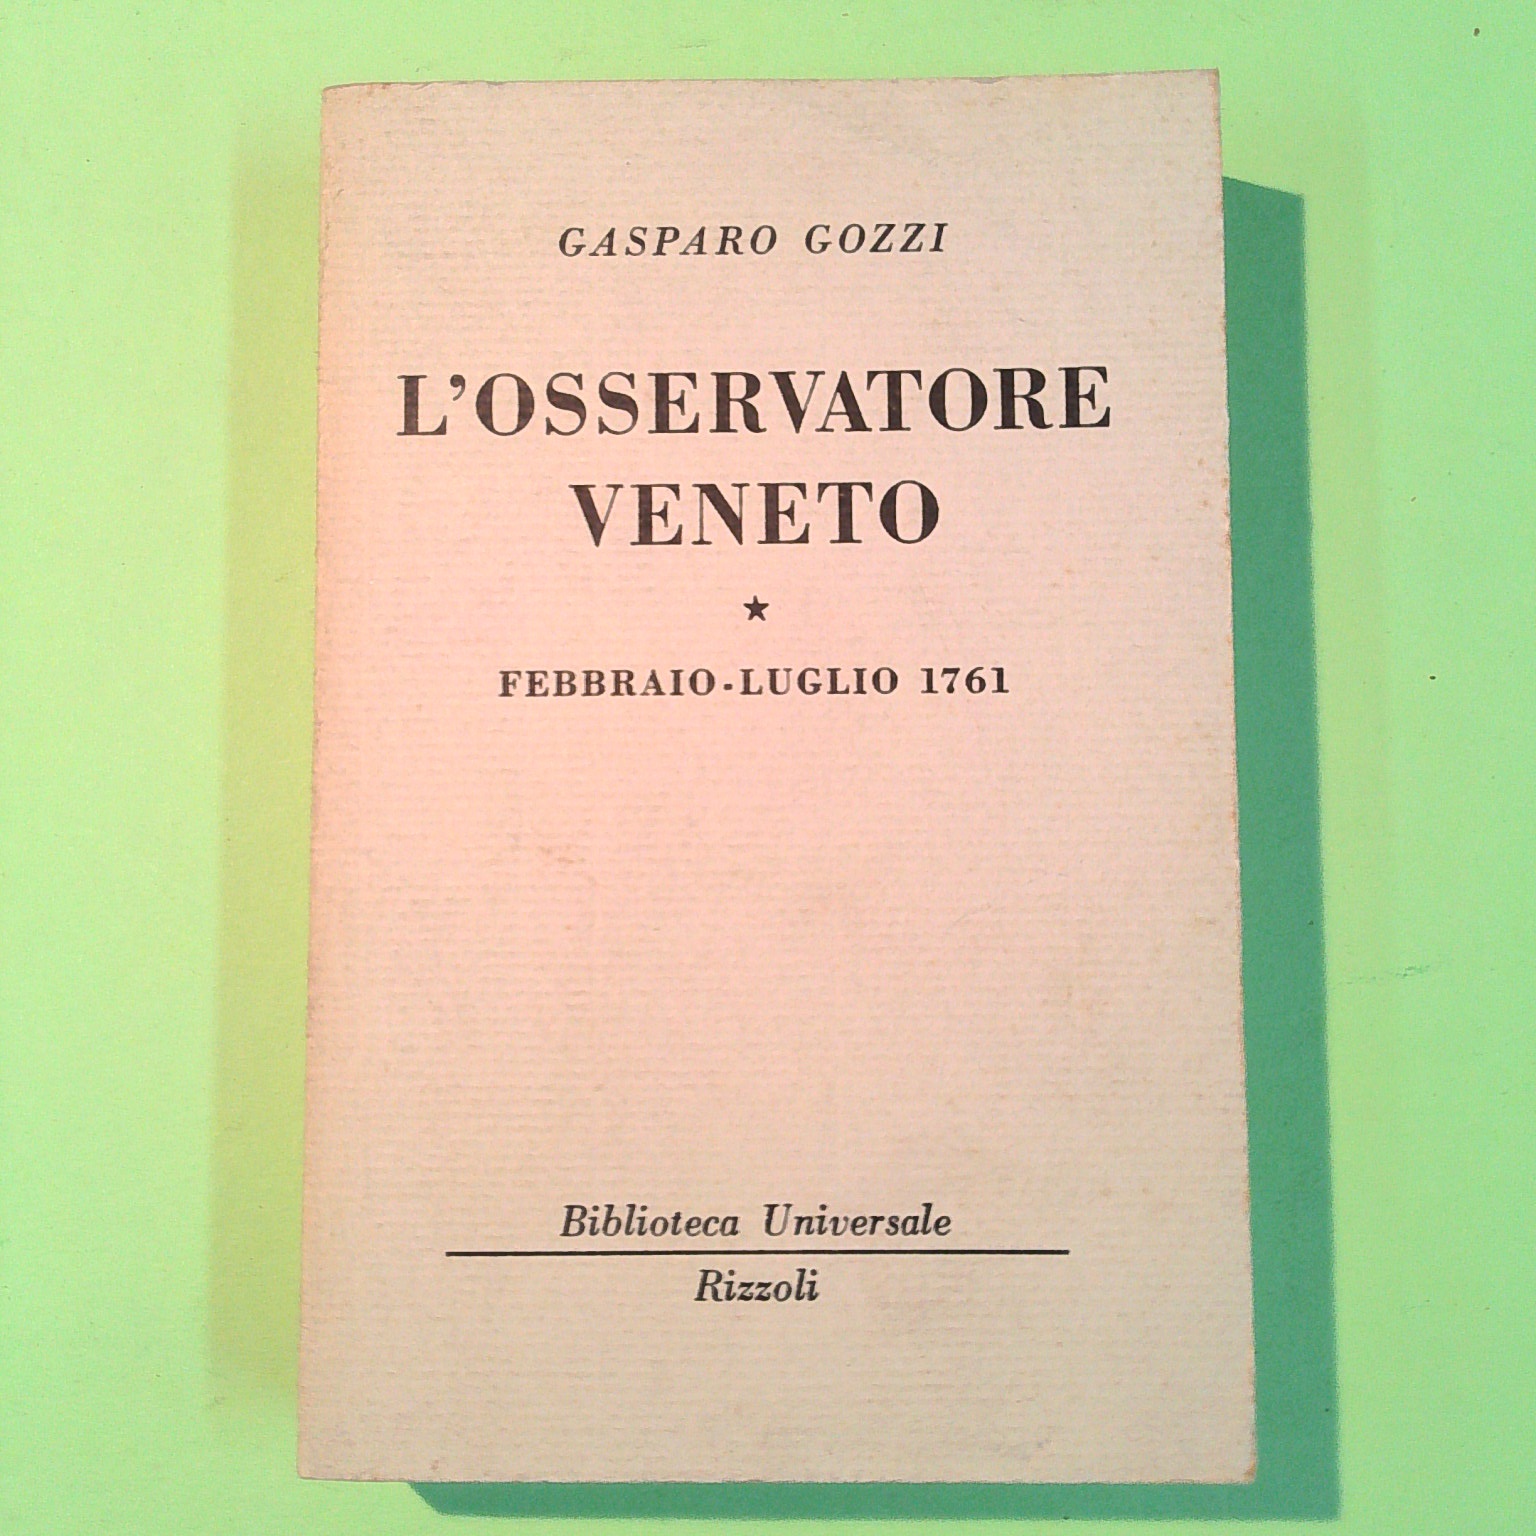 GASPARO GOZZI
L'OSSERVATORE
VENETO
★
FEBBRAIO-LUGLIO 1761
Biblioteca Universale
Rizzoli